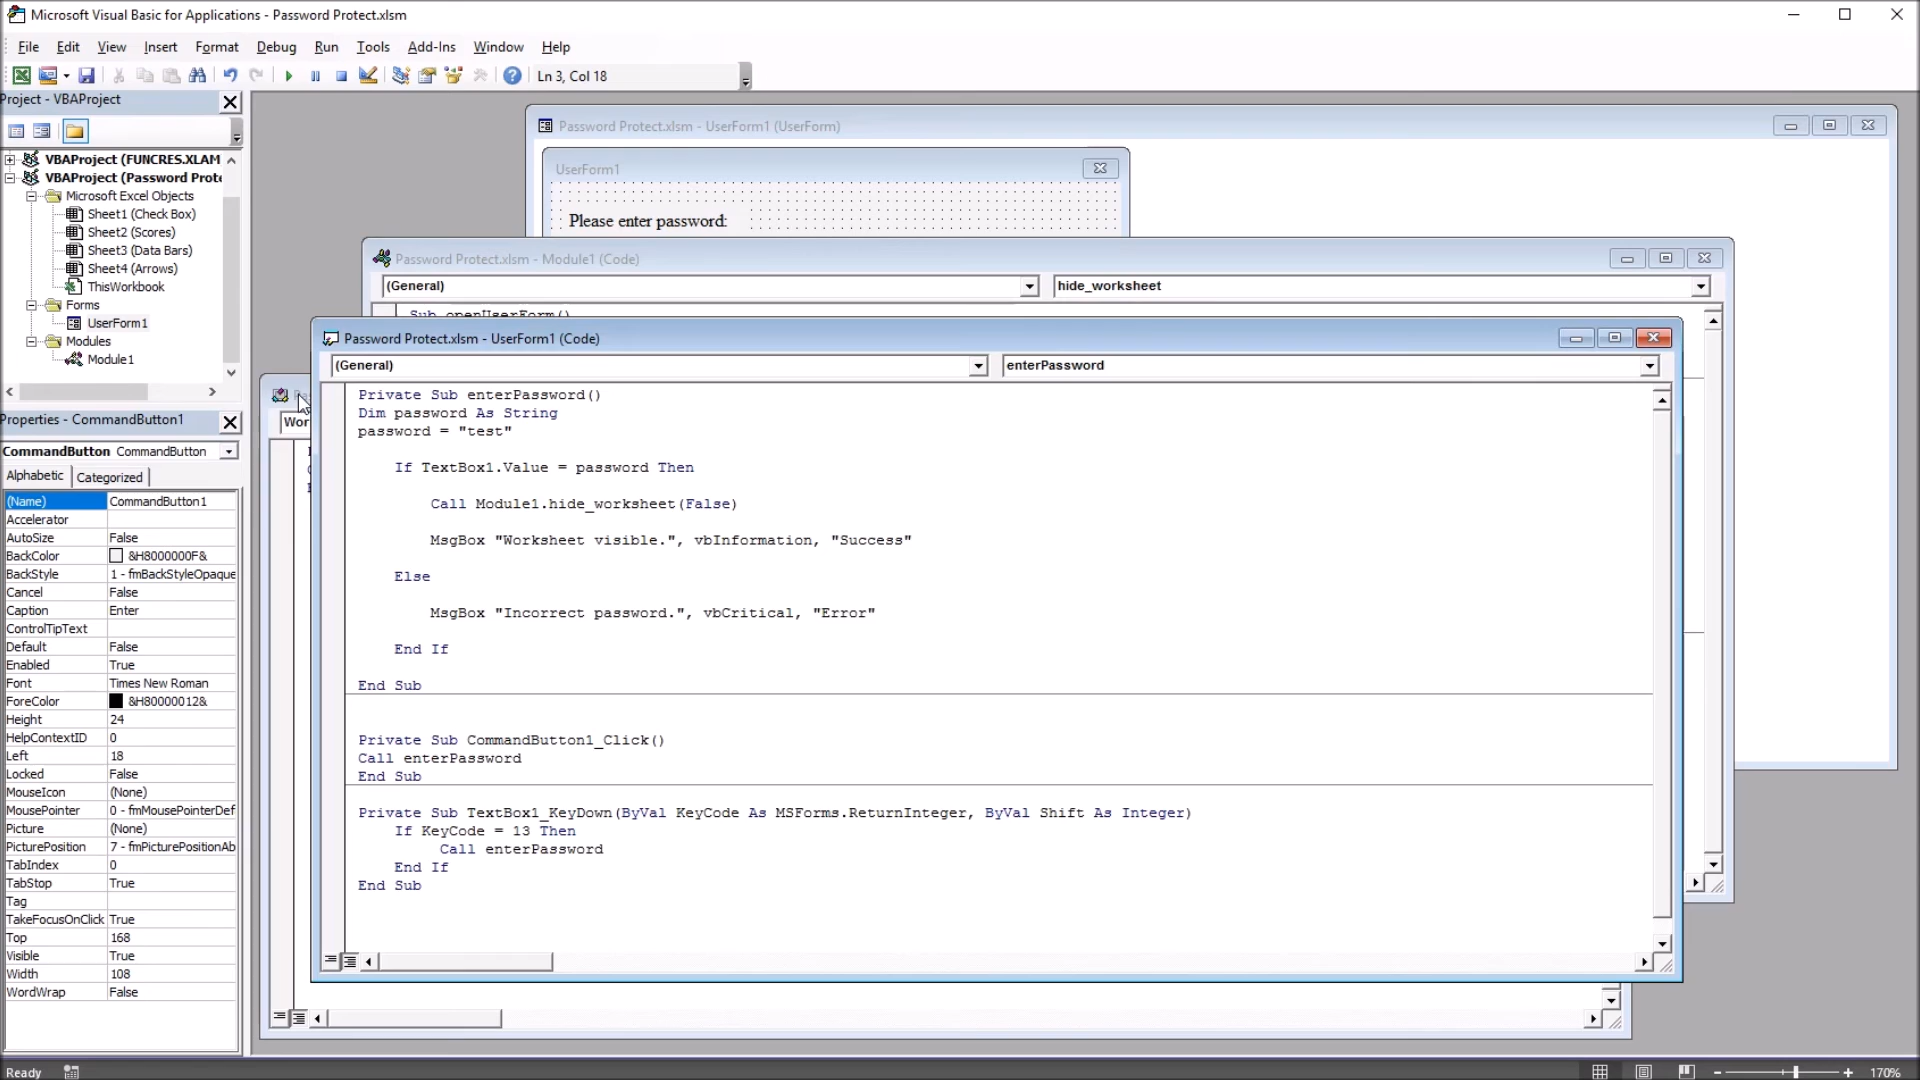 Microsoft Visual Basic for Applications - Password Protect.xlsm
File Edit View Insert Format Debug Run Tools Add-Ins Window Help
Ln 3, Col 18
Project - VBAProject
VBAProject (FUNCRES.XLAM
VBAProject (Password Prote
Microsoft Excel Objects
Sheet1 (Check Box)
Sheet2 (Scores)
Sheet3 (Data Bars)
Sheet4 (Arrows)
ThisWorkbook
Forms
UserForm1
Modules
Module1
Properties - CommandButton1
CommandButton CommandButton
Alphabetic Categorized
(Name) CommandButton1
Accelerator
AutoSize False
BackColor &H8000000F&
BackStyle 1 - fmBackStyleOpaque
Cancel False
Caption Enter
ControlTipText
Default False
Enabled True
Font Times New Roman
ForeColor &H80000012&
Height 24
HelpContextID 0
Left 18
Locked False
MouseIcon (None)
MousePointer 0 - fmMousePointerDef
Picture (None)
PicturePosition 7 - fmPicturePositionAb
TabIndex 0
TabStop True
Tag
TakeFocusOnClick True
Top 168
Visible True
Width 108
WordWrap False
Password Protect.xlsm - UserForm1 (UserForm)
UserForm1
Please enter password:
Password Protect.xlsm - Module1 (Code)
(General) hide_worksheet
Sub openUserForm()
Password Protect.xlsm - UserForm1 (Code)
(General) enterPassword
Wor
Private Sub enterPassword()
Dim password As String
password = "test"
If TextBox1.Value = password Then
Call Module1.hide_worksheet(False)
MsgBox "Worksheet visible.", vbInformation, "Success"
Else
MsgBox "Incorrect password.", vbCritical, "Error"
End If
End Sub
Private Sub CommandButton1_Click()
Call enterPassword
End Sub
Private Sub TextBox1_KeyDown(ByVal KeyCode As MSForms.ReturnInteger, ByVal Shift As Integer)
If KeyCode = 13 Then
Call enterPassword
End If
End Sub
Ready
170%